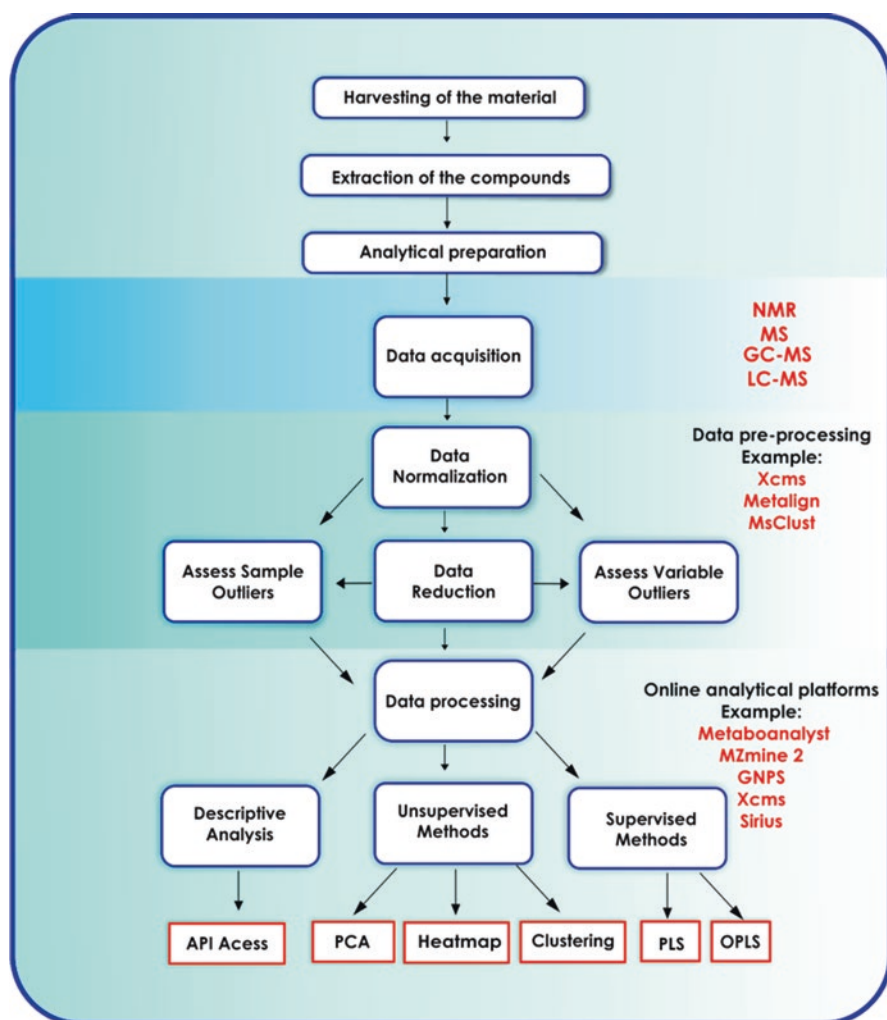 Harvesting of the material
Extraction of the compounds
Analytical preparation
Data acquisition
NMR
MS
GC-MS
LC-MS
Data
Normalization
Data pre-processing
Example:
Xcms
Metalign
MsClust
Assess Sample
Outliers
Data
Reduction
Assess Variable
Outliers
Data processing
Online analytical platforms
Example:
Metaboanalyst
MZmine 2
GNPS
Xcms
Sirius
Descriptive
Analysis
Unsupervised
Methods
Supervised
Methods
API Acess
PCA
Heatmap
Clustering
PLS
OPLS